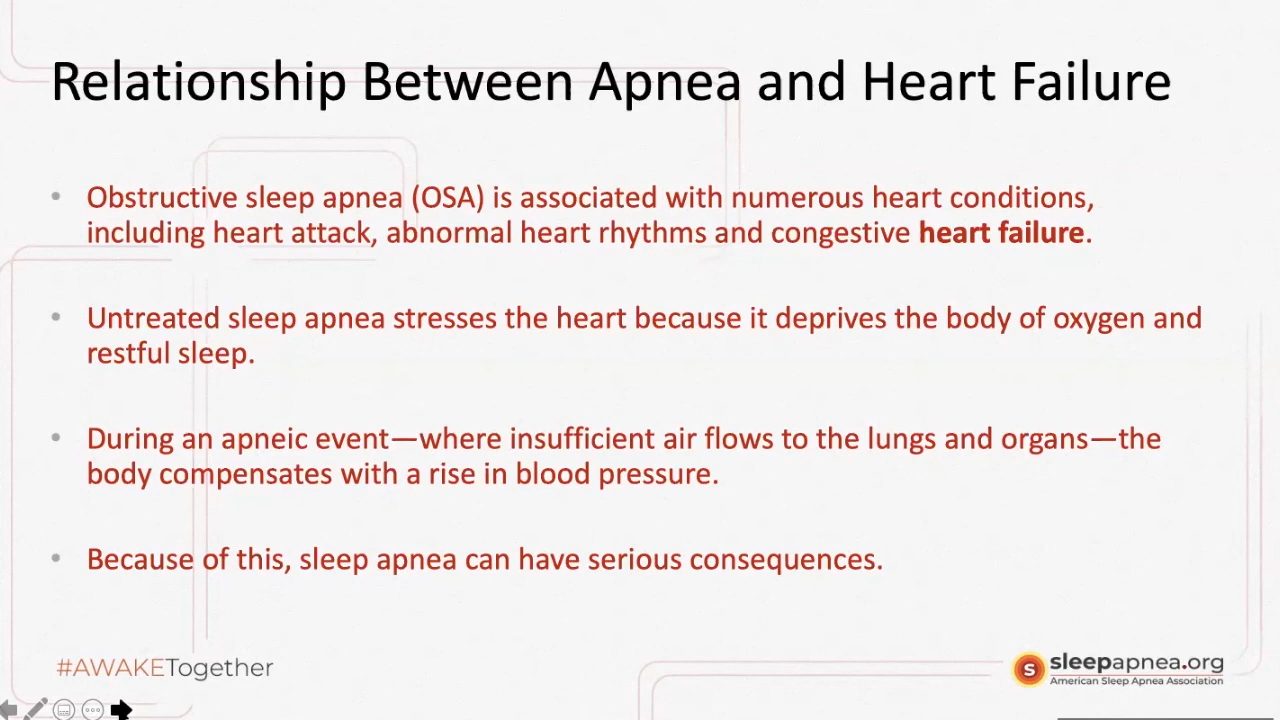 Relationship Between Apnea and Heart Failure
• Obstructive sleep apnea (OSA) is associated with numerous heart conditions,
including heart attack, abnormal heart rhythms and congestive heart failure.
• Untreated sleep apnea stresses the heart because it deprives the body of oxygen and
restful sleep.
• During an apneic event—where insufficient air flows to the lungs and organs—the
body compensates with a rise in blood pressure.
• Because of this, sleep apnea can have serious consequences.
#AWAKETogether
S sleepapnea.org
American Sleep Apnea Association